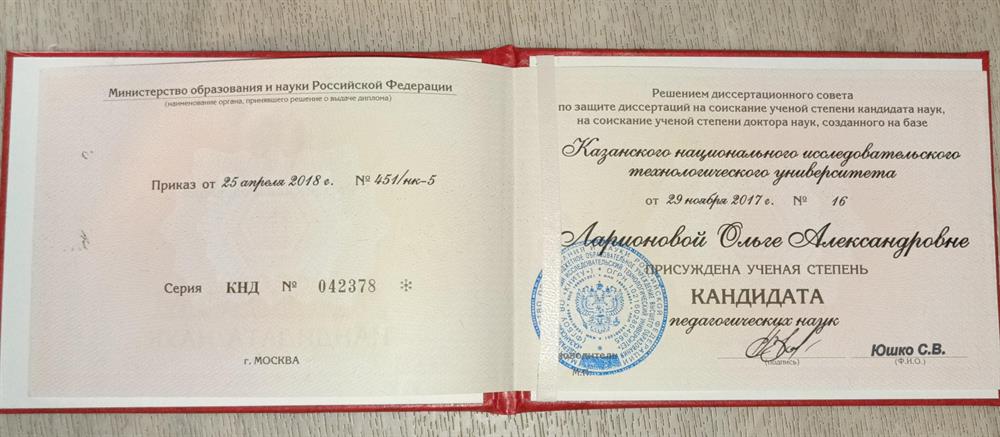 Министерство образования и науки Российской Федерации
(наименование органа, принявшего решение о выдаче диплома)
Приказ от 25 апреля 2018 г. № 451/нк-5
Серия КНД № 042378 *
г. МОСКВА
Решением диссертационного совета
по защите диссертаций на соискание ученой степени кандидата наук,
на соискание ученой степени доктора наук, созданного на базе
Казанского национального исследовательского
технологического университета
от 29 ноября 2017 г. № 16
Ларионовой Ольге Александровне
ПРИСУЖДЕНА УЧЕНАЯ СТЕПЕНЬ
КАНДИДАТА
педагогических наук
Юшко С.В.
(подпись) (Ф.И.О.)
М.П.